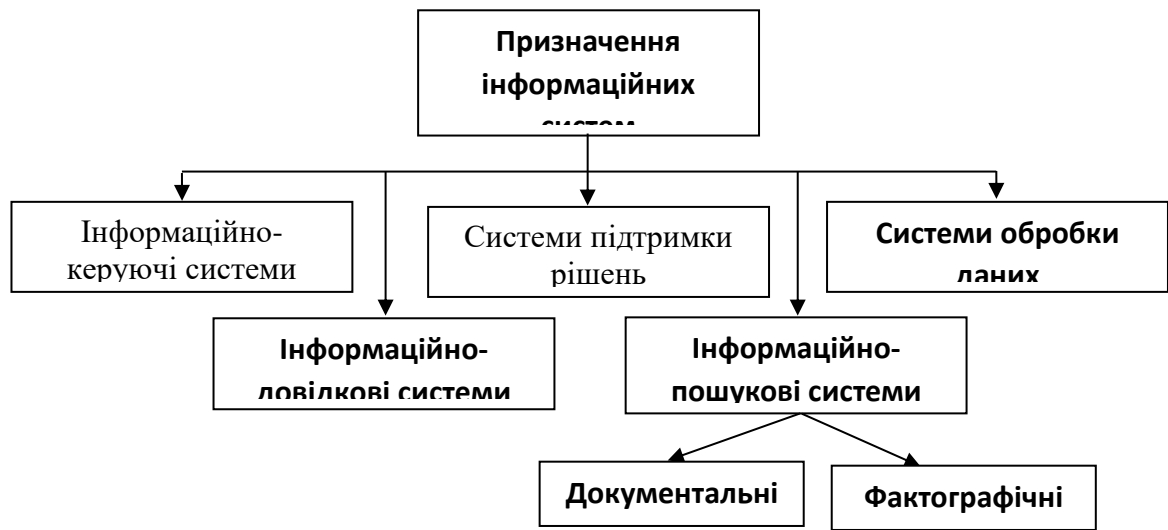 Призначення
інформаційних
систем
Інформаційно-
керуючі системи
Системи підтримки
рішень
Системи обробки
даних
Інформаційно-
довідкові системи
Інформаційно-
пошукові системи
Документальні
Фактографічні